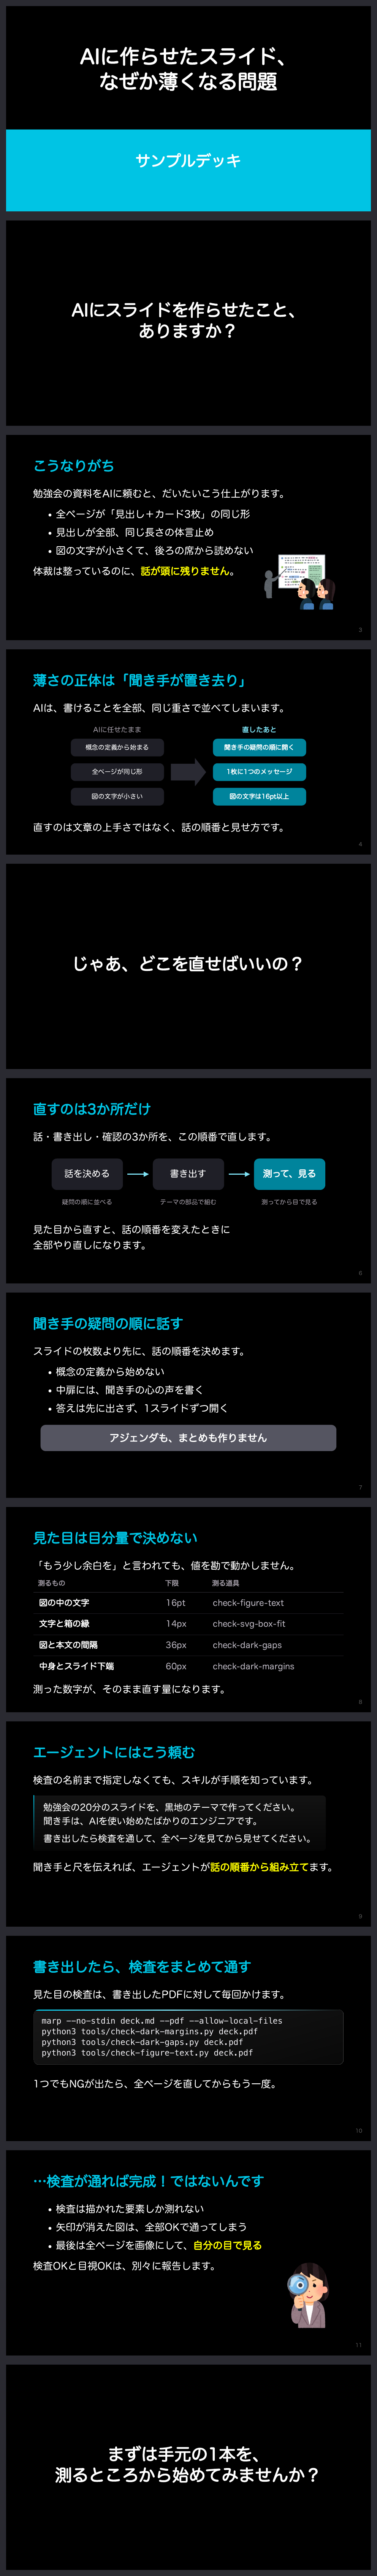 AIに作らせたスライド、
なぜか薄くなる問題
サンプルデッキ
AIにスライドを作らせたこと、
ありますか？
こうなりがち
勉強会の資料をAIに頼むと、だいたいこう仕上がります。
• 全ページが「見出し＋カード3枚」の同じ形
• 見出しが全部、同じ長さの体言止め
• 図の文字が小さくて、後ろの席から読めない
体裁は整っているのに、話が頭に残りません。
3
薄さの正体は「聞き手が置き去り」
AIは、書けることを全部、同じ重さで並べてしまいます。
AIに任せたまま
概念の定義から始まる
全ページが同じ形
図の文字が小さい
直したあと
聞き手の疑問の順に開く
1枚に1つのメッセージ
図の文字は16pt以上
直すのは文章の上手さではなく、話の順番と見せ方です。
4
じゃあ、どこを直せばいいの？
直すのは3か所だけ
話・書き出し・確認の3か所を、この順番で直します。
話を決める
書き出す
測って、見る
疑問の順に並べる
テーマの部品で組む
測ってから目で見る
見た目から直すと、話の順番を変えたときに
全部やり直しになります。
6
聞き手の疑問の順に話す
スライドの枚数より先に、話の順番を決めます。
• 概念の定義から始めない
• 中扉には、聞き手の心の声を書く
• 答えは先に出さず、1スライドずつ開く
アジェンダも、まとめも作りません
7
見た目は目分量で決めない
「もう少し余白を」と言われても、値を勘で動かしません。
測るもの 下限 測る道具
図の中の文字 16pt check-figure-text
文字と箱の縁 14px check-svg-box-fit
図と本文の間隔 36px check-dark-gaps
中身とスライド下端 60px check-dark-margins
測った数字が、そのまま直す量になります。
8
エージェントにはこう頼む
検査の名前まで指定しなくても、スキルが手順を知っています。
勉強会の20分のスライドを、黒地のテーマで作ってください。
聞き手は、AIを使い始めたばかりのエンジニアです。
書き出したら検査を通して、全ページを見てから見せてください。
聞き手と尺を伝えれば、エージェントが話の順番から組み立てます。
9
書き出したら、検査をまとめて通す
見た目の検査は、書き出したPDFに対して毎回かけます。
marp --no-stdin deck.md --pdf --allow-local-files
python3 tools/check-dark-margins.py deck.pdf
python3 tools/check-dark-gaps.py deck.pdf
python3 tools/check-figure-text.py deck.pdf
1つでもNGが出たら、全ページを直してからもう一度。
10
…検査が通れば完成！ではないんです
• 検査は描かれた要素しか測れない
• 矢印が消えた図は、全部OKで通ってしまう
• 最後は全ページを画像にして、自分の目で見る
検査OKと目視OKは、別々に報告します。
11
まずは手元の1本を、
測るところから始めてみませんか？